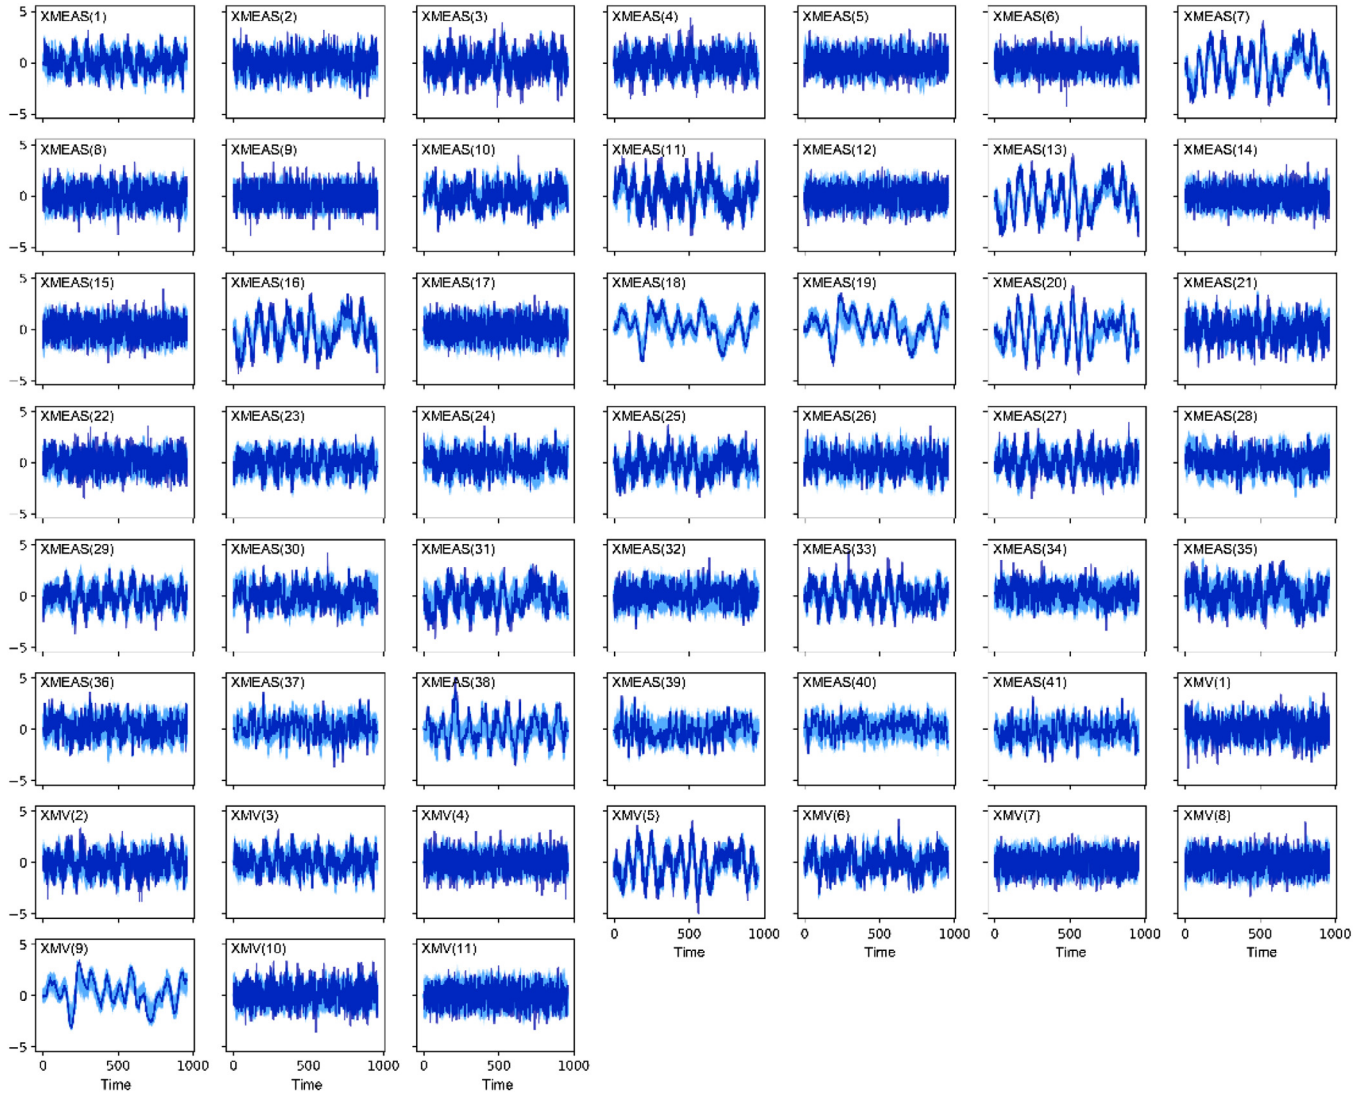 XMEAS(1) XMEAS(2) XMEAS(3) XMEAS(4) XMEAS(5) XMEAS(6) XMEAS(7)
5
0
−5
XMEAS(8) XMEAS(9) XMEAS(10) XMEAS(11) XMEAS(12) XMEAS(13) XMEAS(14)
5
0
−5
XMEAS(15) XMEAS(16) XMEAS(17) XMEAS(18) XMEAS(19) XMEAS(20) XMEAS(21)
5
0
−5
XMEAS(22) XMEAS(23) XMEAS(24) XMEAS(25) XMEAS(26) XMEAS(27) XMEAS(28)
5
0
−5
XMEAS(29) XMEAS(30) XMEAS(31) XMEAS(32) XMEAS(33) XMEAS(34) XMEAS(35)
5
0
−5
XMEAS(36) XMEAS(37) XMEAS(38) XMEAS(39) XMEAS(40) XMEAS(41) XMV(1)
5
0
−5
XMV(2) XMV(3) XMV(4) XMV(5) XMV(6) XMV(7) XMV(8)
5
0
−5
0 500 1000 0 500 1000 0 500 1000 0 500 1000
Time Time Time Time
XMV(9) XMV(10) XMV(11)
5
0
−5
0 500 1000 0 500 1000 0 500 1000
Time Time Time